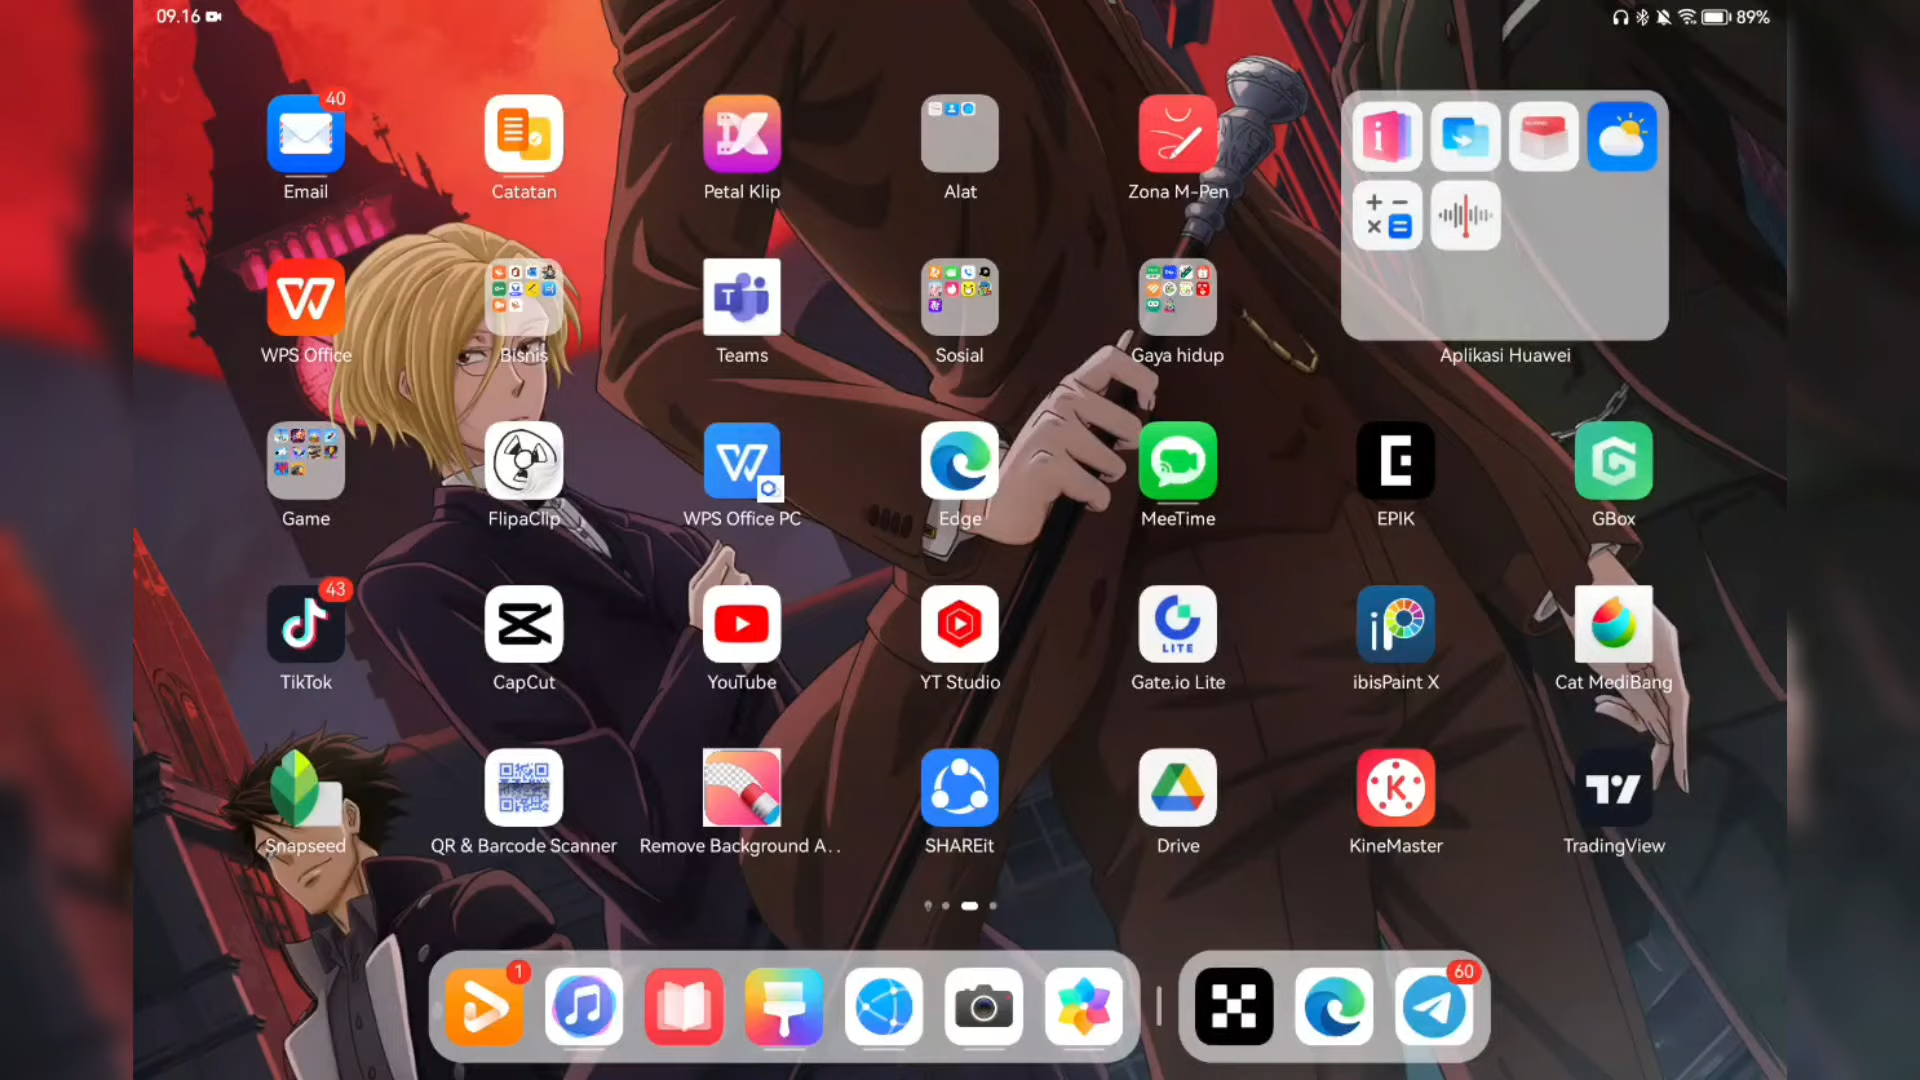 09.16
89%
40
Email
Catatan
Petal Klip
Alat
Zona M-Pen
WPS Office
Bisnis
Teams
Sosial
Gaya hidup
Aplikasi Huawei
Game
FlipaClip
WPS Office PC
Edge
MeeTime
EPIK
GBox
43
TikTok
CapCut
YouTube
YT Studio
LITE
Gate.io Lite
ibisPaint X
Cat MediBang
Snapseed
QR & Barcode Scanner
Remove Background A..
SHAREit
Drive
KineMaster
TradingView
1
60